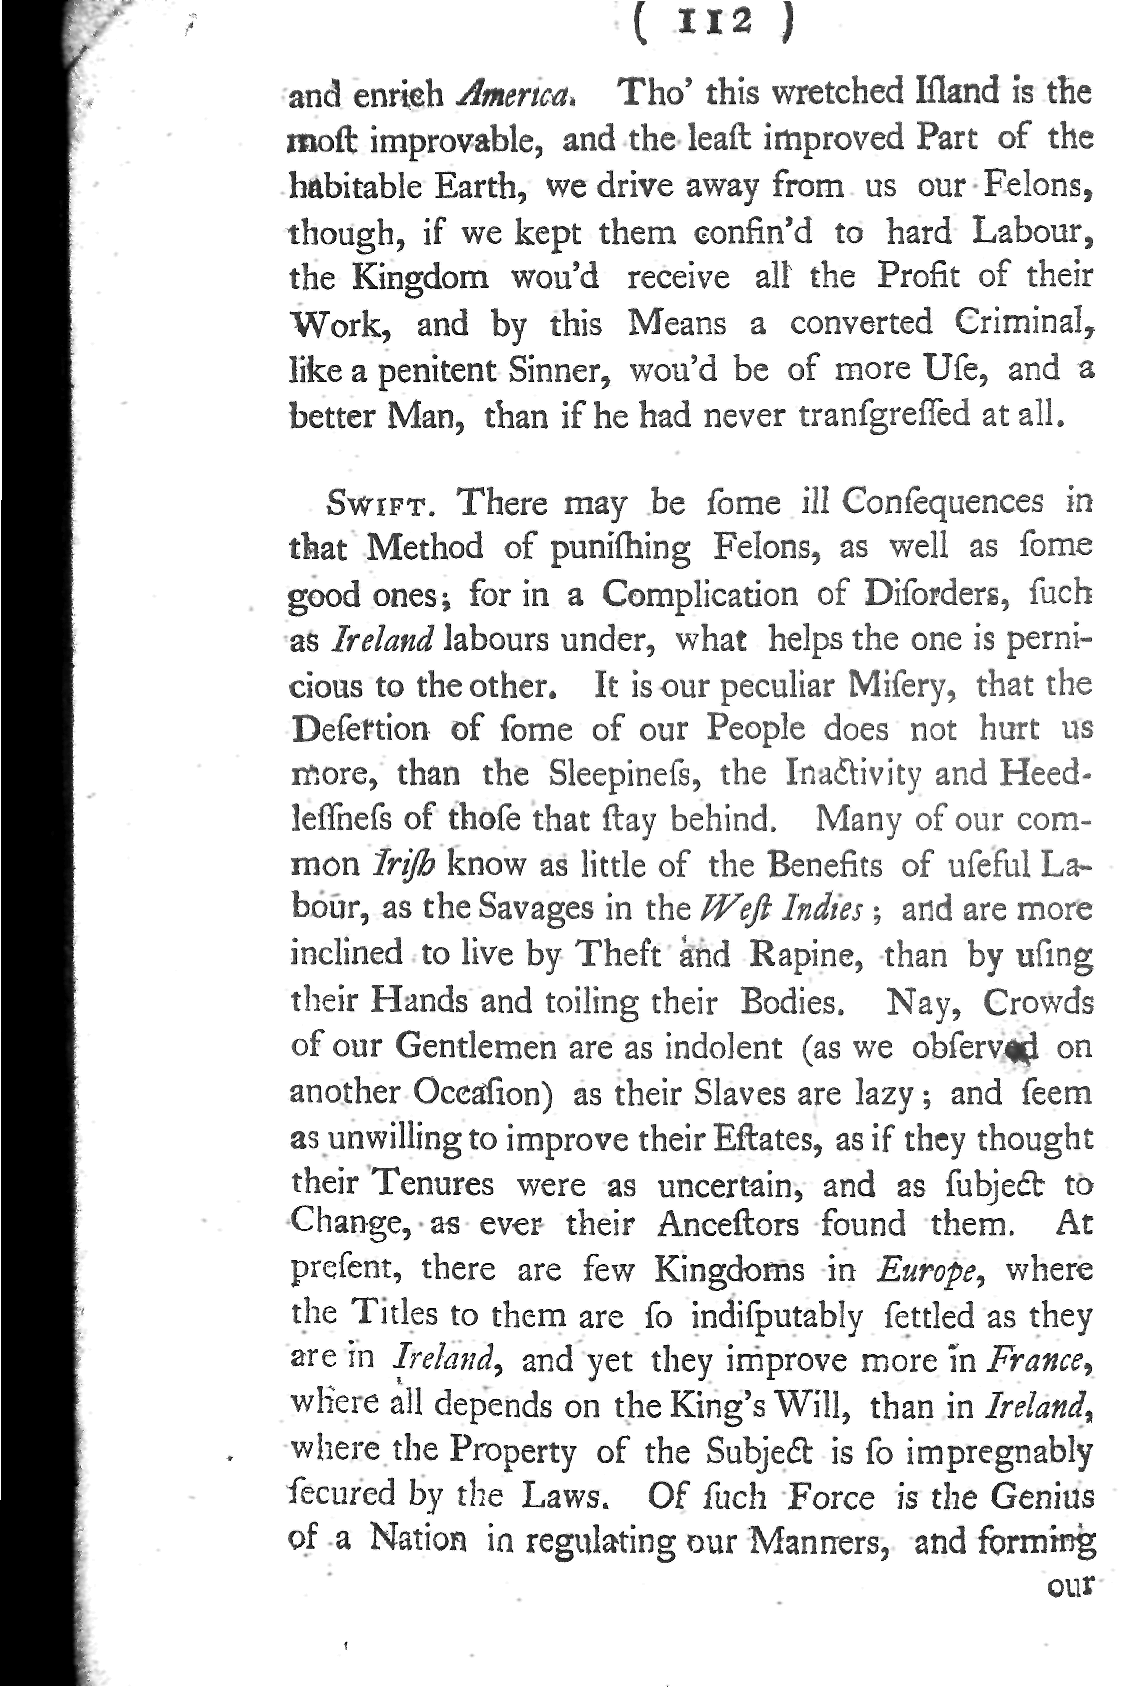 ( 112 )
and enrich America. Tho' this wretched Iſland is the
moſt improvable, and the leaſt improved Part of the
habitable Earth, we drive away from us our Felons,
though, if we kept them confin'd to hard Labour,
the Kingdom wou'd receive all the Profit of their
Work, and by this Means a converted Criminal,
like a penitent Sinner, wou'd be of more Uſe, and a
better Man, than if he had never tranſgreſſed at all.
SWIFT. There may be ſome ill Conſequences in
that Method of puniſhing Felons, as well as ſome
good ones; for in a Complication of Diſorders, ſuch
as Ireland labours under, what helps the one is perni-
cious to the other. It is our peculiar Miſery, that the
Deſertion of ſome of our People does not hurt us
more, than the Sleepineſs, the Inactivity and Heed-
leſſneſs of thoſe that ſtay behind. Many of our com-
mon Iriſh know as little of the Benefits of uſeful La-
bour, as the Savages in the Weſt Indies; and are more
inclined to live by Theft and Rapine, than by uſing
their Hands and toiling their Bodies. Nay, Crowds
of our Gentlemen are as indolent (as we obſerved on
another Occaſion) as their Slaves are lazy; and ſeem
as unwilling to improve their Eſtates, as if they thought
their Tenures were as uncertain, and as ſubject to
Change, as ever their Anceſtors found them. At
preſent, there are few Kingdoms in Europe, where
the Titles to them are ſo indiſputably ſettled as they
are in Ireland, and yet they improve more in France,
where all depends on the King's Will, than in Ireland,
where the Property of the Subject is ſo impregnably
ſecured by the Laws. Of ſuch Force is the Genius
of a Nation in regulating our Manners, and forming
our